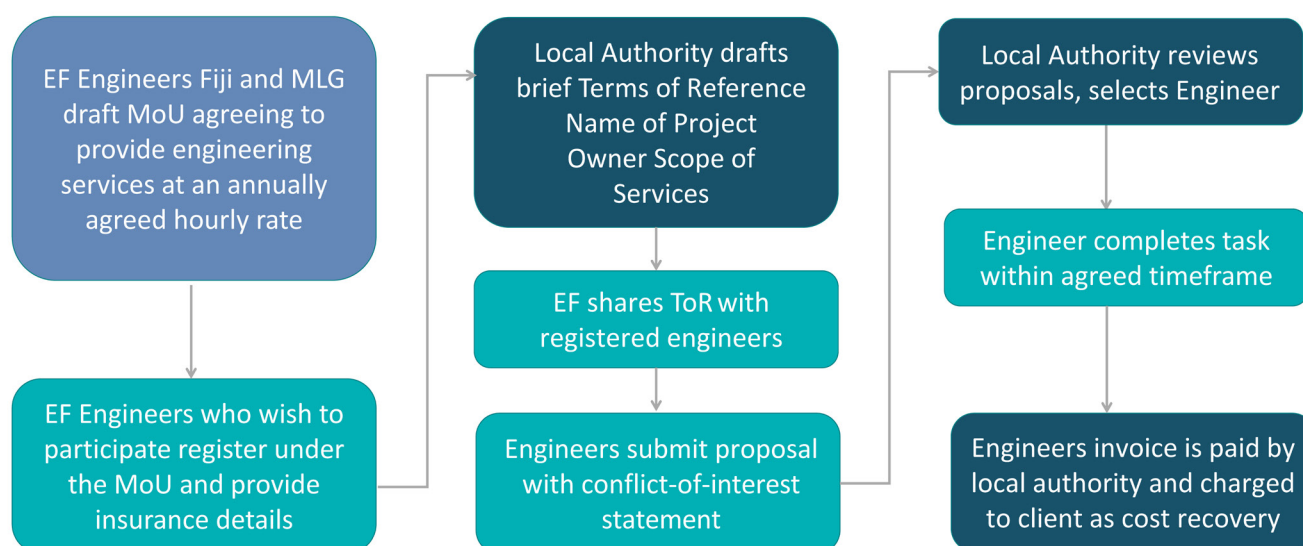 EF Engineers Fiji and MLG
draft MoU agreeing to
provide engineering
services at an annually
agreed hourly rate
EF Engineers who wish to
participate register under
the MoU and provide
insurance details
Local Authority drafts
brief Terms of Reference
Name of Project
Owner Scope of
Services
EF shares ToR with
registered engineers
Engineers submit proposal
with conflict-of-interest
statement
Local Authority reviews
proposals, selects Engineer
Engineer completes task
within agreed timeframe
Engineers invoice is paid by
local authority and charged
to client as cost recovery